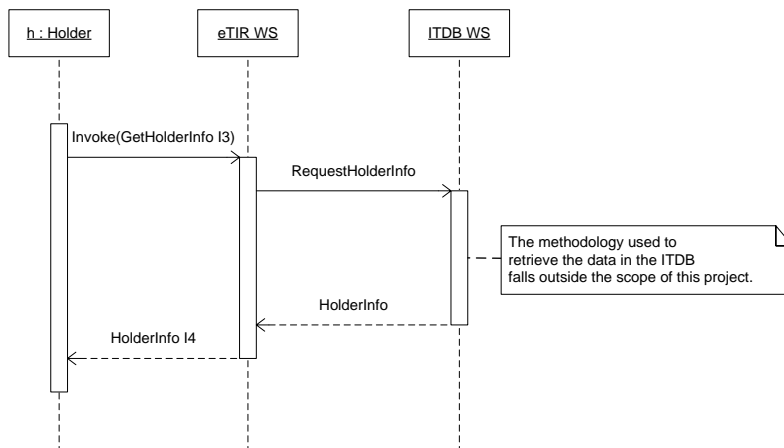 h : Holder
eTIR WS
ITDB WS
Invoke(GetHolderInfo I3)
RequestHolderInfo
The methodology used to
retrieve the data in the ITDB
falls outside the scope of this project.
HolderInfo
HolderInfo I4